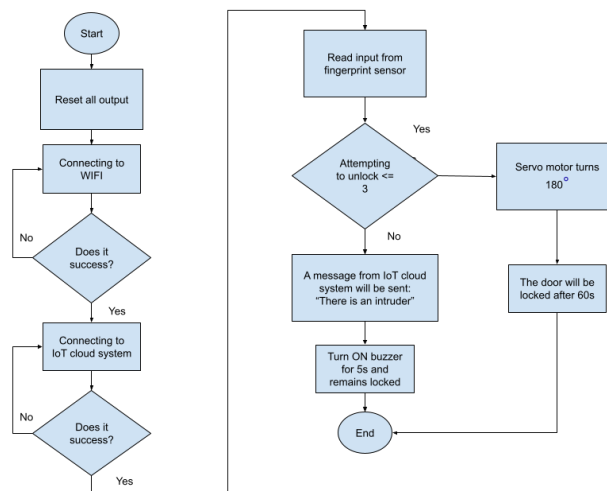 Start
Reset all output
Connecting to
WIFI
No
Does it
success?
Yes
Connecting to
IoT cloud system
No
Does it
success?
Yes
Read input from
fingerprint sensor
Yes
Attempting
to unlock <=
3
Servo motor turns
180°
No
A message from IoT cloud
system will be sent:
“There is an intruder”
The door will be
locked after 60s
Turn ON buzzer
for 5s and
remains locked
End